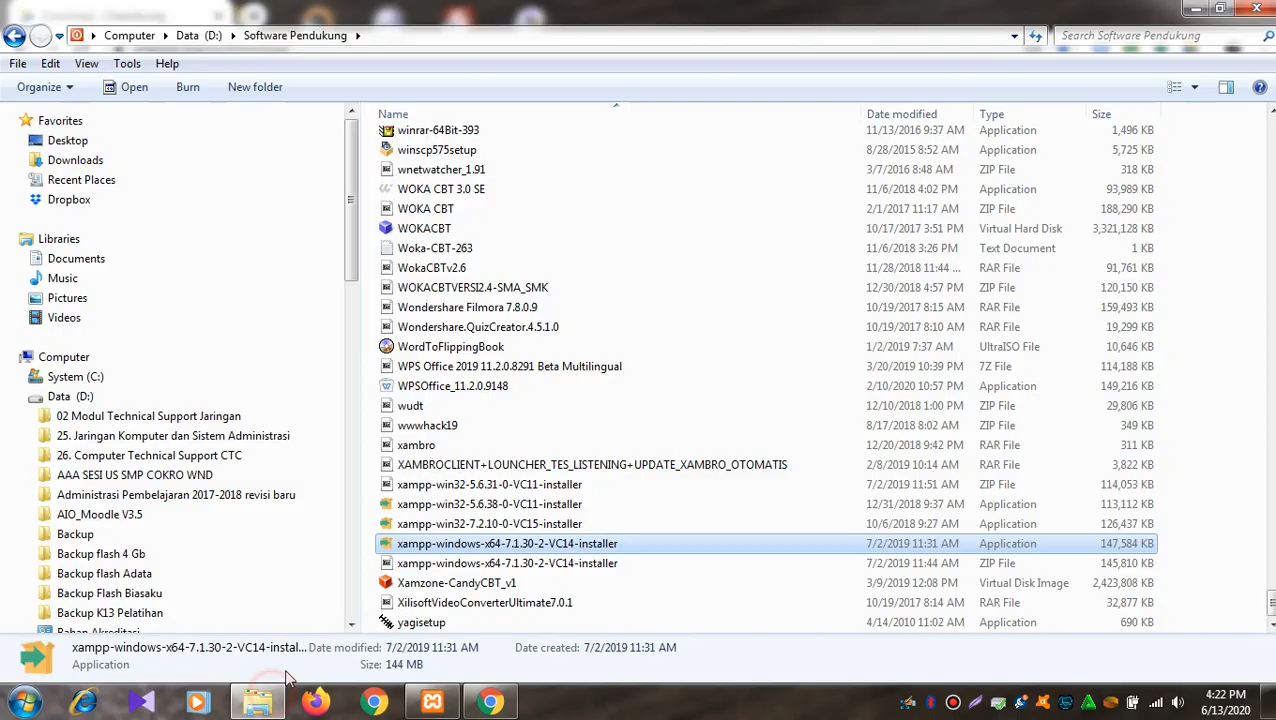 Computer Data (D:) Software Pendukung
Search Software Pendukung
File Edit View Tools Help
Organize Open Burn New folder
Favorites
Desktop
Downloads
Recent Places
Dropbox
Libraries
Documents
Music
Pictures
Videos
Computer
System (C:)
Data (D:)
02 Modul Technical Support Jaringan
25. Jaringan Komputer dan Sistem Administrasi
26. Computer Technical Support CTC
AAA SESI US SMP COKRO WND
Administrasi Pembelajaran 2017-2018 revisi baru
AIO_Moodle V3.5
Backup
Backup flash 4 Gb
Backup flash Adata
Backup Flash Biasaku
Backup K13 Pelatihan
Bahan Akreditasi
Name Date modified Type Size
winrar-64Bit-393 11/13/2016 9:37 AM Application 1,496 KB
winscp575setup 8/28/2015 8:52 AM Application 5,725 KB
wnetwatcher_1.91 3/7/2016 8:48 AM ZIP File 318 KB
WOKA CBT 3.0 SE 11/6/2018 4:02 PM Application 93,989 KB
WOKA CBT 2/1/2017 11:17 AM ZIP File 188,290 KB
WOKACBT 10/17/2017 3:51 PM Virtual Hard Disk 3,321,128 KB
Woka-CBT-263 11/6/2018 3:26 PM Text Document 1 KB
WokaCBTv2.6 11/28/2018 11:44 ... RAR File 91,761 KB
WOKACBTVERSI2.4-SMA_SMK 12/30/2018 4:57 PM ZIP File 120,150 KB
Wondershare Filmora 7.8.0.9 10/19/2017 8:15 AM RAR File 159,493 KB
Wondershare.QuizCreator.4.5.1.0 10/19/2017 8:10 AM RAR File 19,299 KB
WordToFlippingBook 1/2/2019 7:37 AM UltraISO File 10,646 KB
WPS Office 2019 11.2.0.8291 Beta Multilingual 3/20/2019 10:39 PM 7Z File 114,188 KB
WPSOffice_11.2.0.9148 2/10/2020 10:57 PM Application 149,216 KB
wudt 12/10/2018 1:00 PM ZIP File 29,806 KB
wwwhack19 8/17/2018 8:02 AM ZIP File 349 KB
xambro 12/20/2018 9:42 PM RAR File 311 KB
XAMBROCLIENT+LOUNCHER_TES_LISTENING+UPDATE_XAMBRO_OTOMATIS 2/8/2019 10:14 AM RAR File 3,822 KB
xampp-win32-5.6.31-0-VC11-installer 7/2/2019 11:51 AM ZIP File 114,053 KB
xampp-win32-5.6.38-0-VC11-installer 12/31/2018 9:37 AM Application 113,112 KB
xampp-win32-7.2.10-0-VC15-installer 10/6/2018 9:27 AM Application 126,437 KB
xampp-windows-x64-7.1.30-2-VC14-installer 7/2/2019 11:31 AM Application 147,584 KB
xampp-windows-x64-7.1.30-2-VC14-installer 7/2/2019 11:44 AM ZIP File 145,810 KB
Xamzone-CandyCBT_v1 3/9/2019 12:08 PM Virtual Disk Image 2,423,808 KB
XilisoftVideoConverterUltimate7.0.1 10/19/2017 8:14 AM RAR File 32,877 KB
yagisetup 4/14/2010 11:02 AM Application 690 KB
xampp-windows-x64-7.1.30-2-VC14-instal... Date modified: 7/2/2019 11:31 AM Date created: 7/2/2019 11:31 AM
Application Size: 144 MB
4:22 PM
6/13/2020